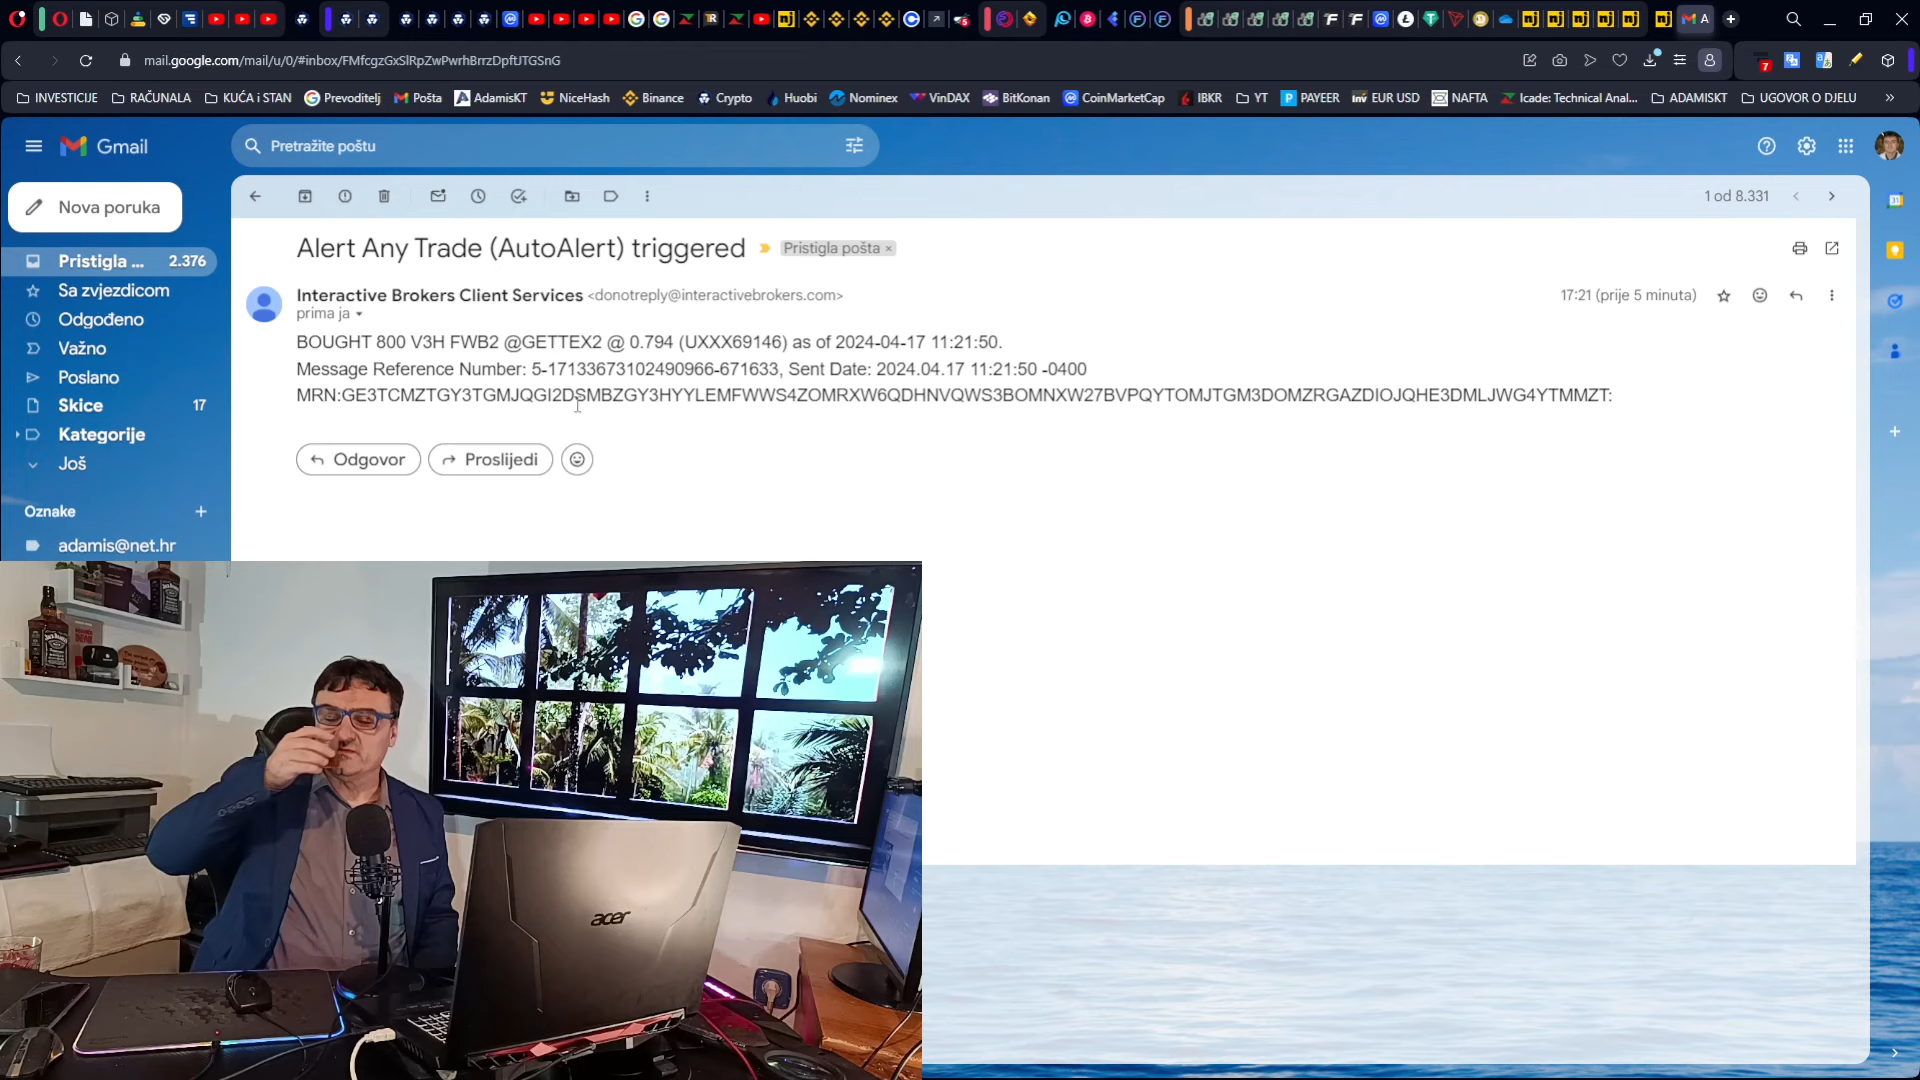 mail.google.com/mail/u/0/#inbox/FMfcgzGxSlRpZwPwrhBrrzDpftJTGSnG
INVESTICIJE
RAČUNALA
KUĆA i STAN
Prevoditelj
Pošta
AdamisKT
NiceHash
Binance
Crypto
Huobi
Nominex
VinDAX
BitKonan
CoinMarketCap
IBKR
YT
PAYEER
EUR USD
NAFTA
Icade: Technical Anal...
ADAMISKT
UGOVOR O DJELU
Gmail
Pretražite poštu
Nova poruka
1 od 8.331
Pristigla ... 2.376
Sa zvjezdicom
Odgođeno
Važno
Poslano
Skice 17
Kategorije
Još
Oznake
adamis@net.hr
Alert Any Trade (AutoAlert) triggered
Pristigla pošta ×
Interactive Brokers Client Services <donotreply@interactivebrokers.com>
17:21 (prije 5 minuta)
prima ja
BOUGHT 800 V3H FWB2 @GETTEX2 @ 0.794 (UXXX69146) as of 2024-04-17 11:21:50.
Message Reference Number: 5-17133673102490966-671633, Sent Date: 2024.04.17 11:21:50 -0400
MRN:GE3TCMZTGY3TGMJQGI2DSMBZGY3HYYLEMFWWS4ZOMRXW6QDHNVQWS3BOMNXW27BVPQYTOMJTGM3DOMZRGAZDIOJQHE3DMLJWG4YTMMZT:
Odgovor
Proslijedi
acer